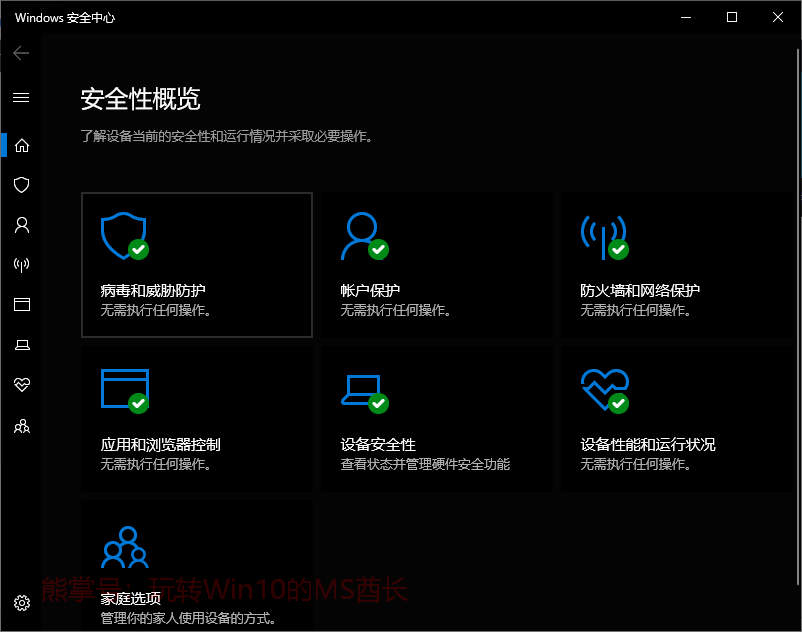 Windows 安全中心
安全性概览
了解设备当前的安全性和运行情况并采取必要操作。
病毒和威胁防护
无需执行任何操作。
帐户保护
无需执行任何操作。
防火墙和网络保护
无需执行任何操作。
应用和浏览器控制
无需执行任何操作。
设备安全性
查看状态并管理硬件安全功能
设备性能和运行状况
无需执行任何操作。
家庭选项
管理你的家人使用设备的方式。
熊掌号：玩转Win10的MS酋长